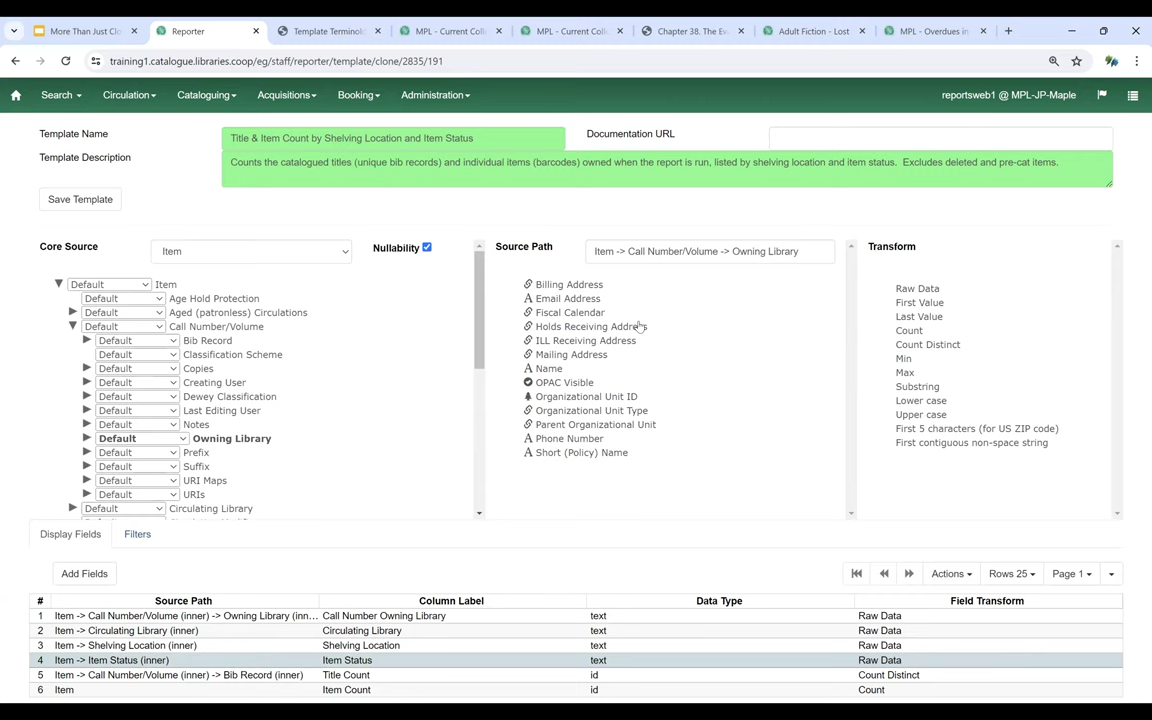 More Than Just Clo
Reporter
Template Terminolo
MPL - Current Coll
MPL - Current Coll
Chapter 38. The Ev
Adult Fiction - Lost
MPL - Overdues in
training1.catalogue.libraries.coop/eg/staff/reporter/template/clone/2835/191
Search Circulation Cataloguing Acquisitions Booking Administration reportsweb1 @ MPL-JP-Maple
Template Name Title & Item Count by Shelving Location and Item Status Documentation URL
Template Description Counts the catalogued titles (unique bib records) and individual items (barcodes) owned when the report is run, listed by shelving location and item status. Excludes deleted and pre-cat items.
Save Template
Core Source Item Nullability Source Path Item -> Call Number/Volume -> Owning Library Transform
Default Item
Default Age Hold Protection
Default Aged (patronless) Circulations
Default Call Number/Volume
Default Bib Record
Default Classification Scheme
Default Copies
Default Creating User
Default Dewey Classification
Default Last Editing User
Default Notes
Default Owning Library
Default Prefix
Default Suffix
Default URI Maps
Default URIs
Default Circulating Library
Billing Address
Email Address
Fiscal Calendar
Holds Receiving Address
ILL Receiving Address
Mailing Address
Name
OPAC Visible
Organizational Unit ID
Organizational Unit Type
Parent Organizational Unit
Phone Number
Short (Policy) Name
Raw Data
First Value
Last Value
Count
Count Distinct
Min
Max
Substring
Lower case
Upper case
First 5 characters (for US ZIP code)
First contiguous non-space string
Display Fields Filters
Add Fields Actions Rows 25 Page 1
# Source Path Column Label Data Type Field Transform
1 Item -> Call Number/Volume (inner) -> Owning Library (inn... Call Number Owning Library text Raw Data
2 Item -> Circulating Library (inner) Circulating Library text Raw Data
3 Item -> Shelving Location (inner) Shelving Location text Raw Data
4 Item -> Item Status (inner) Item Status text Raw Data
5 Item -> Call Number/Volume (inner) -> Bib Record (inner) Title Count id Count Distinct
6 Item Item Count id Count